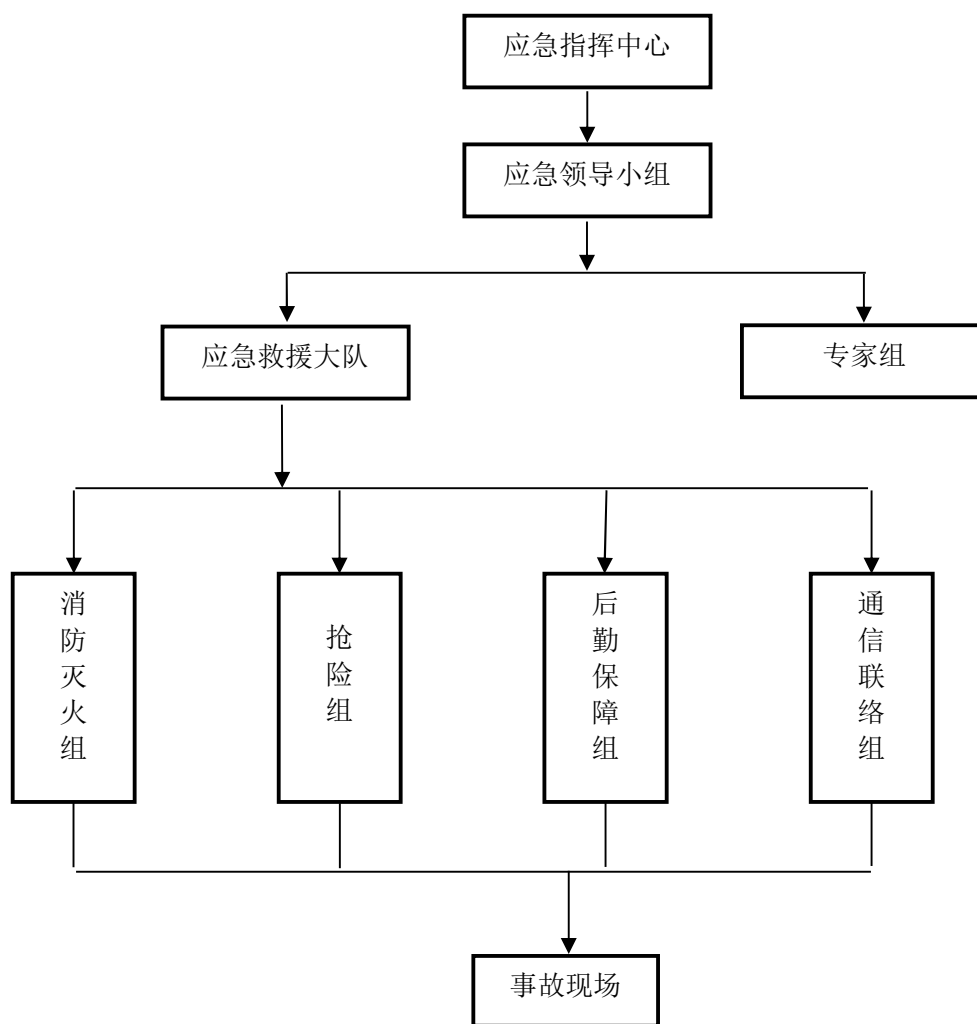 应急指挥中心
应急领导小组
应急救援大队
专家组
消防灭火组
抢险组
后勤保障组
通信联络组
事故现场